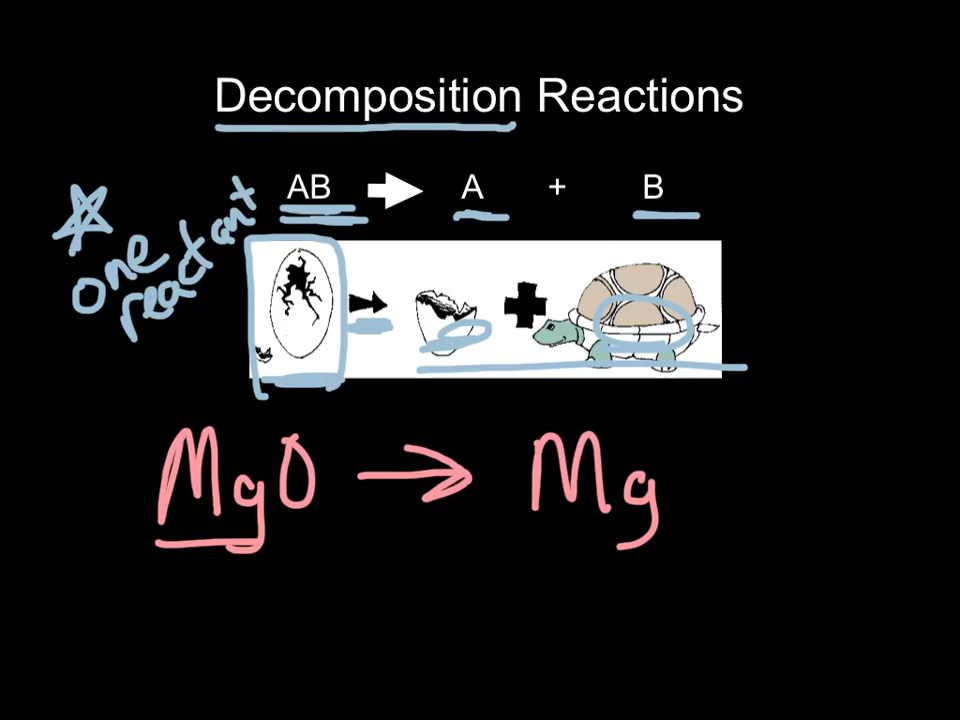 Decomposition Reactions
AB → A + B
one
reactant
MgO → Mg